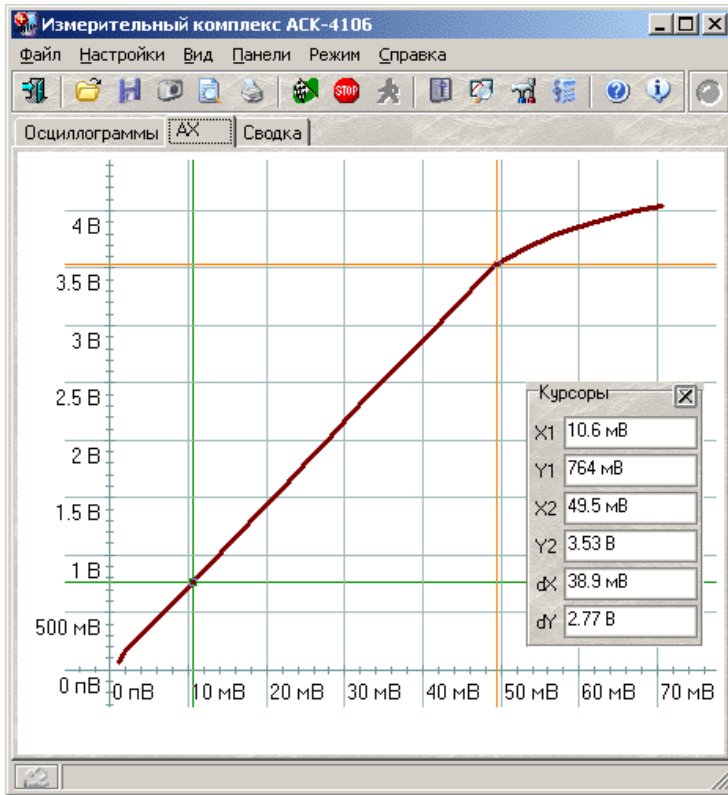 Измерительный комплекс АСК-4106
Файл Настройки Вид Панели Режим Справка
STOP
Осциллограммы АХ Сводка
4 В
3.5 В
3 В
2.5 В
2 В
1.5 В
1 В
500 мВ
0 пВ
0 пВ 10 мВ 20 мВ 30 мВ 40 мВ 50 мВ 60 мВ 70 мВ
Курсоры
X1 10.6 мВ
Y1 764 мВ
X2 49.5 мВ
Y2 3.53 В
dX 38.9 мВ
dY 2.77 В